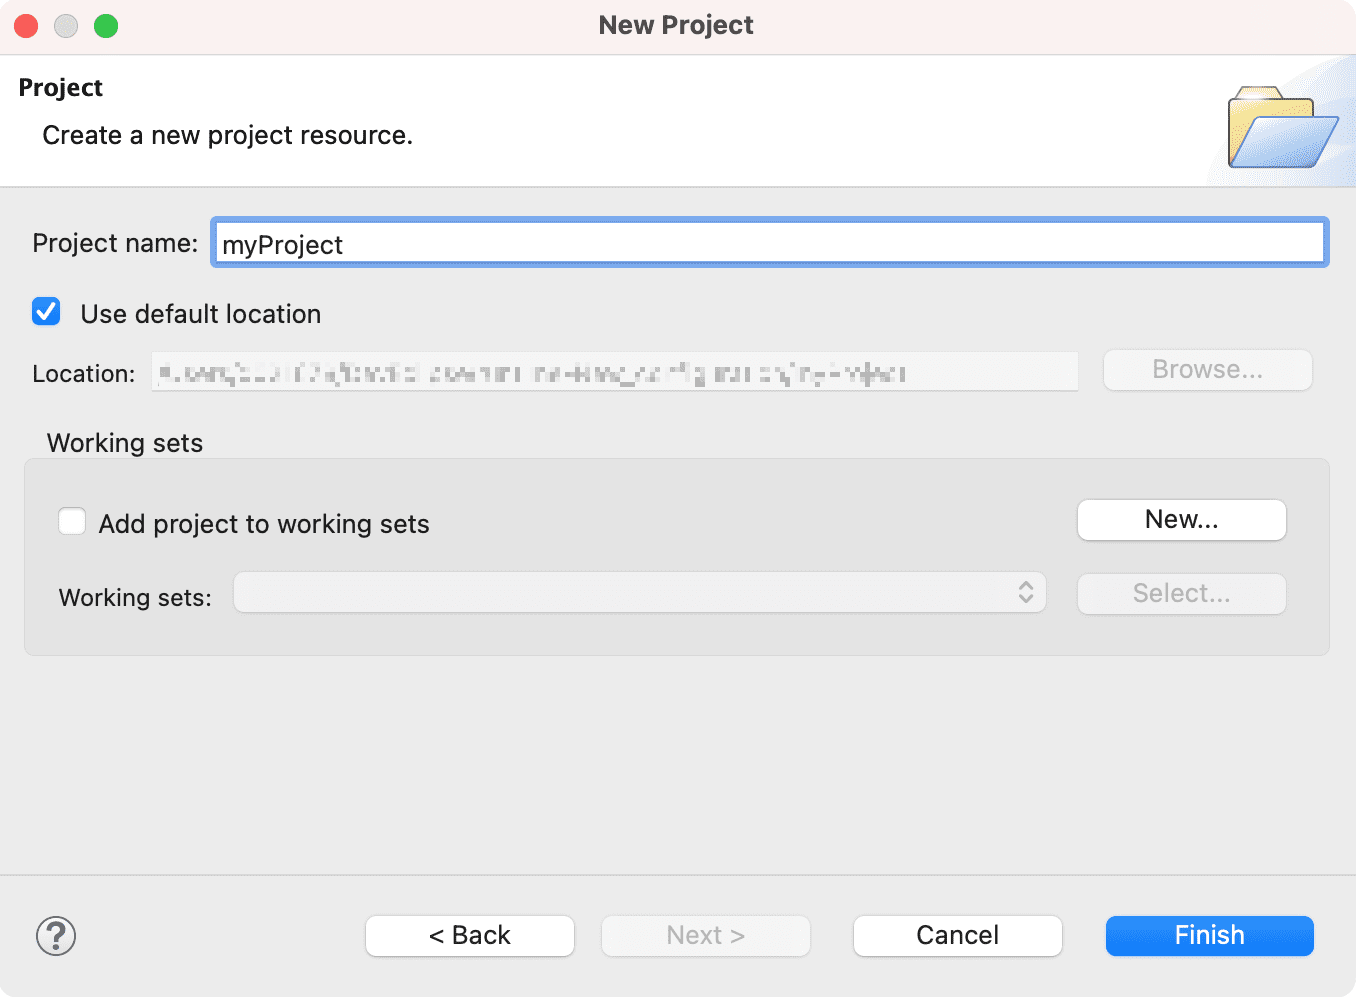 New Project
Project
Create a new project resource.
Project name: myProject
Use default location
Location:
Browse...
Working sets
Add project to working sets
New...
Working sets:
Select...
?
< Back
Next >
Cancel
Finish